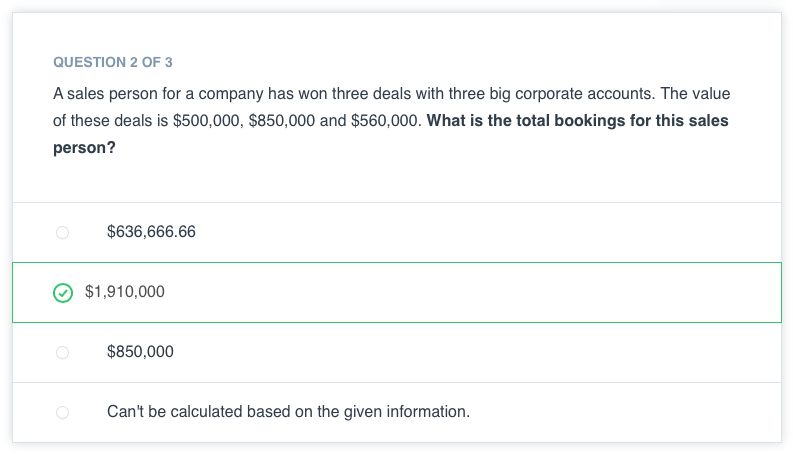 QUESTION 2 OF 3
A sales person for a company has won three deals with three big corporate accounts. The value
of these deals is $500,000, $850,000 and $560,000. What is the total bookings for this sales
person?
$636,666.66
$1,910,000
$850,000
Can't be calculated based on the given information.